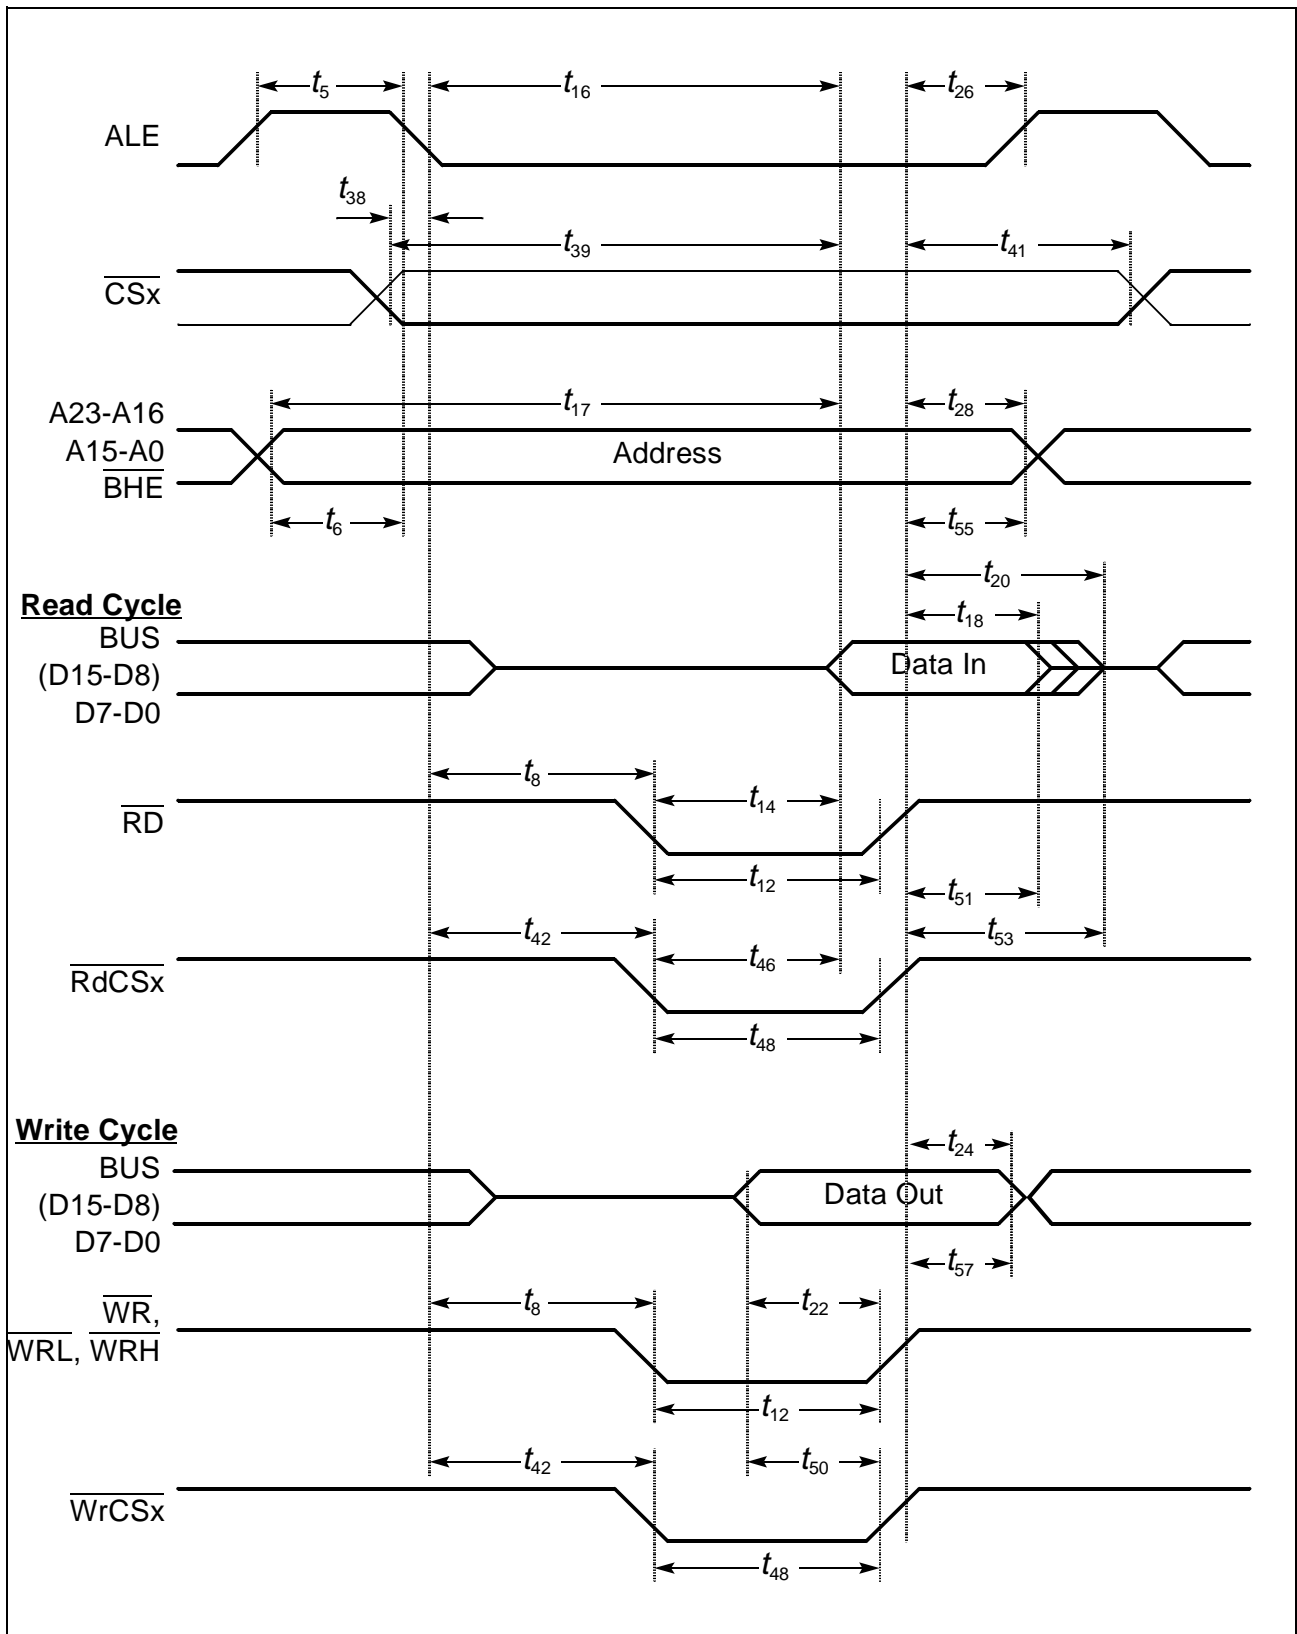 t5 t16 t26
ALE
t38
t39 t41
CSx
t17 t28
A23-A16
A15-A0
BHE
Address
t6 t55
t20
Read Cycle
t18
BUS
(D15-D8)
D7-D0
Data In
t8
t14
RD
t12 t51
t42 t53
t46
RdCSx
t48
Write Cycle
t24
BUS
(D15-D8)
D7-D0
Data Out
t57
t8 t22
WR,
WRL, WRH
t12
t42 t50
WrCSx
t48